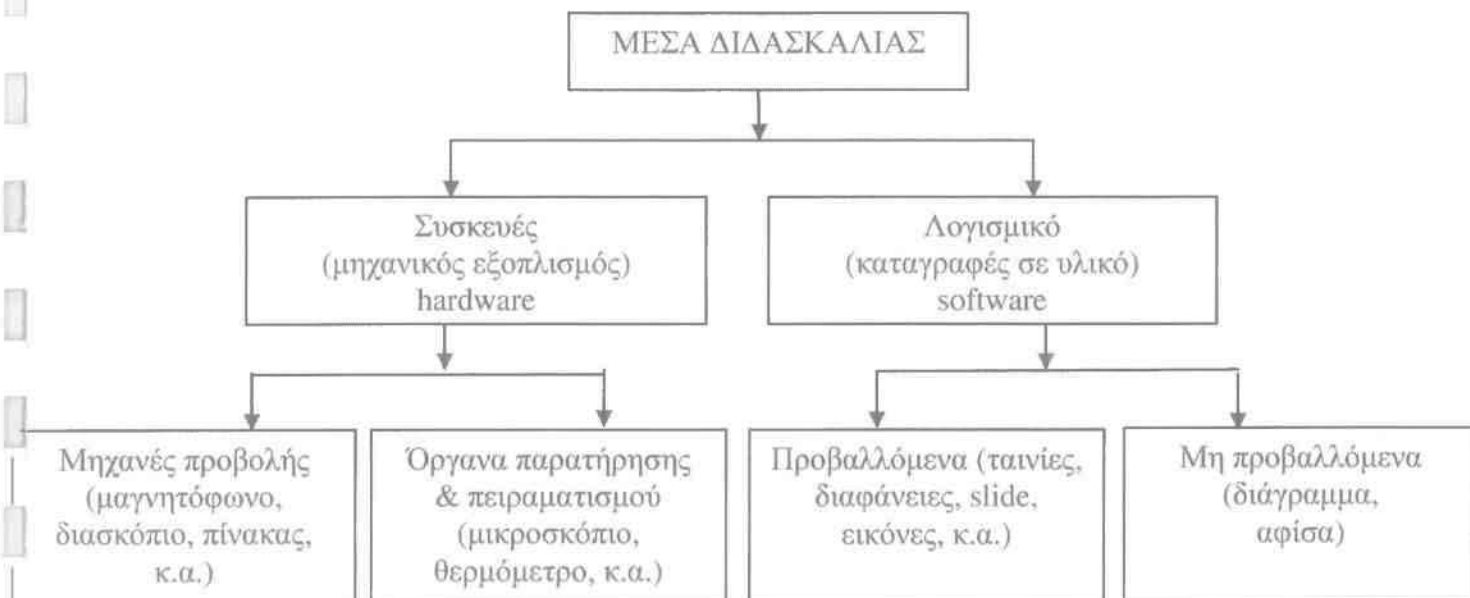 ΜΕΣΑ ΔΙΔΑΣΚΑΛΙΑΣ
Συσκευές
(μηχανικός εξοπλισμός)
hardware
Λογισμικό
(καταγραφές σε υλικό)
software
Μηχανές προβολής
(μαγνητόφωνο,
διασκόπιο, πίνακας,
κ.α.)
Όργανα παρατήρησης
& πειραματισμού
(μικροσκόπιο,
θερμόμετρο, κ.α.)
Προβαλλόμενα (ταινίες,
διαφάνειες, slide,
εικόνες, κ.α.)
Μη προβαλλόμενα
(διάγραμμα,
αφίσα)